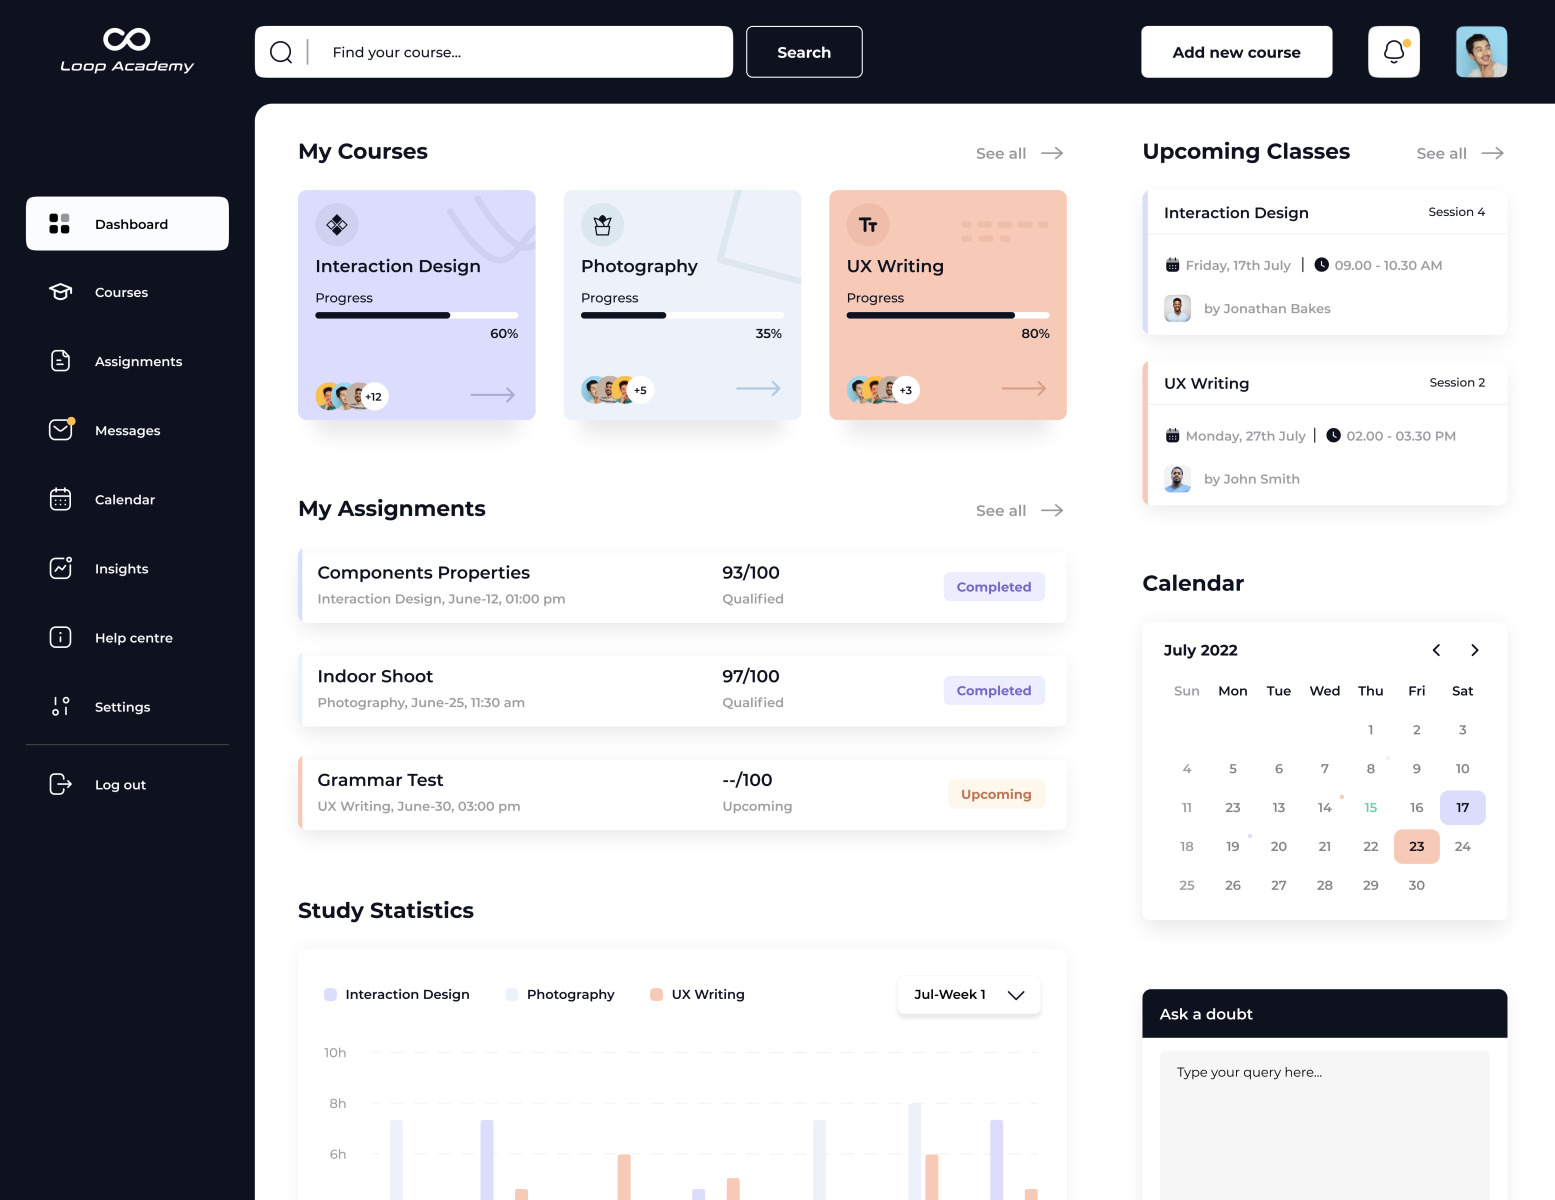 Loop Academy
Find your course...
Search
Add new course
Dashboard
Courses
Assignments
Messages
Calendar
Insights
Help centre
Settings
Log out
My Courses
See all
Interaction Design
Progress
60%
+12
Photography
Progress
35%
+5
Tт
UX Writing
Progress
80%
+3
My Assignments
See all
Components Properties
Interaction Design, June-12, 01:00 pm
93/100
Qualified
Completed
Indoor Shoot
Photography, June-25, 11:30 am
97/100
Qualified
Completed
Grammar Test
UX Writing, June-30, 03:00 pm
--/100
Upcoming
Upcoming
Study Statistics
Interaction Design
Photography
UX Writing
Jul-Week 1
10h
8h
6h
Upcoming Classes
See all
Interaction Design
Session 4
Friday, 17th July
09.00 - 10.30 AM
by Jonathan Bakes
UX Writing
Session 2
Monday, 27th July
02.00 - 03.30 PM
by John Smith
Calendar
July 2022
Sun Mon Tue Wed Thu Fri Sat
1 2 3
4 5 6 7 8 9 10
11 23 13 14 15 16 17
18 19 20 21 22 23 24
25 26 27 28 29 30
Ask a doubt
Type your query here...